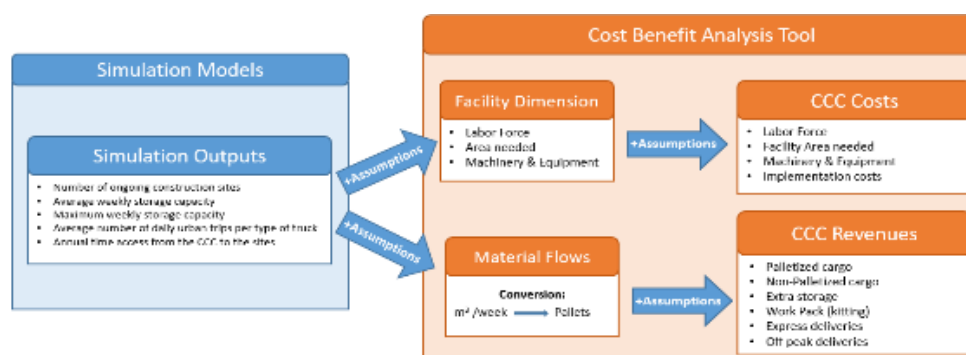 Cost Benefit Analysis Tool
Simulation Models
Simulation Outputs
• Number of ongoing construction sites
• Average weekly storage capacity
• Maximum weekly storage capacity
• Average number of daily urban trips per type of truck
• Annual time access from the CCC to the sites
+Assumptions
+Assumptions
Facility Dimension
• Labor Force
• Area needed
• Machinery & Equipment
+Assumptions
CCC Costs
• Labor Force
• Facility Area needed
• Machinery & Equipment
• Implementation costs
Material Flows
Conversion:
/week Pallets
+Assumptions
CCC Revenues
• Palletized cargo
• Non-Palletized cargo
• Extra storage
• Work Pack (kitting)
• Express deliveries
• Off peak deliveries